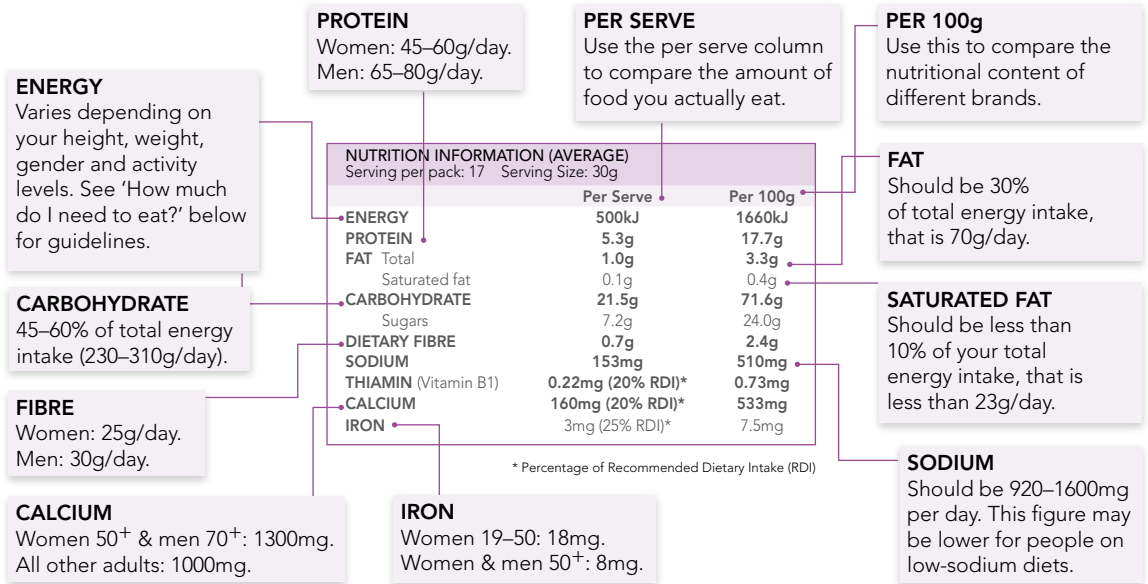 PROTEIN
Women: 45–60g/day.
Men: 65–80g/day.
PER SERVE
Use the per serve column
to compare the amount of
food you actually eat.
PER 100g
Use this to compare the
nutritional content of
different brands.
ENERGY
Varies depending on
your height, weight,
gender and activity
levels. See ‘How much
do I need to eat?’ below
for guidelines.
CARBOHYDRATE
45–60% of total energy
intake (230–310g/day).
FIBRE
Women: 25g/day.
Men: 30g/day.
CALCIUM
Women 50+ & men 70+: 1300mg.
All other adults: 1000mg.
NUTRITION INFORMATION (AVERAGE)
Serving per pack: 17 Serving Size: 30g
Per Serve Per 100g
ENERGY 500kJ 1660kJ
PROTEIN 5.3g 17.7g
FAT Total 1.0g 3.3g
Saturated fat 0.1g 0.4g
CARBOHYDRATE 21.5g 71.6g
Sugars 7.2g 24.0g
DIETARY FIBRE 0.7g 2.4g
SODIUM 153mg 510mg
THIAMIN (Vitamin B1) 0.22mg (20% RDI)* 0.73mg
CALCIUM 160mg (20% RDI)* 533mg
IRON 3mg (25% RDI)* 7.5mg
* Percentage of Recommended Dietary Intake (RDI)
IRON
Women 19–50: 18mg.
Women & men 50+: 8mg.
FAT
Should be 30%
of total energy intake,
that is 70g/day.
SATURATED FAT
Should be less than
10% of your total
energy intake, that is
less than 23g/day.
SODIUM
Should be 920–1600mg
per day. This figure may
be lower for people on
low-sodium diets.